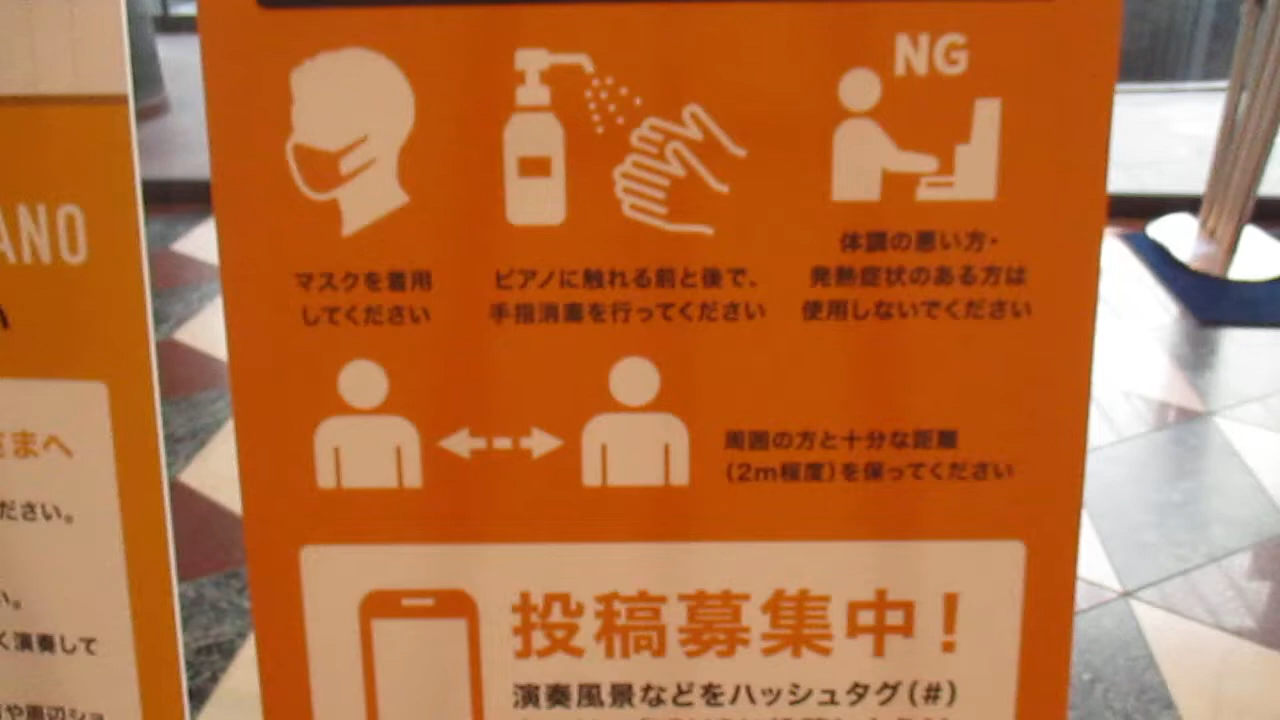 ANO
さまへ
ださい。
い。
く演奏して
NG
マスクを着用
してください
ピアノに触れる前と後で、
手指消毒を行ってください
体調の悪い方・
発熱症状のある方は
使用しないでください
周囲の方と十分な距離
(2m程度)を保ってください
投稿募集中!
演奏風景などをハッシュタグ(#)